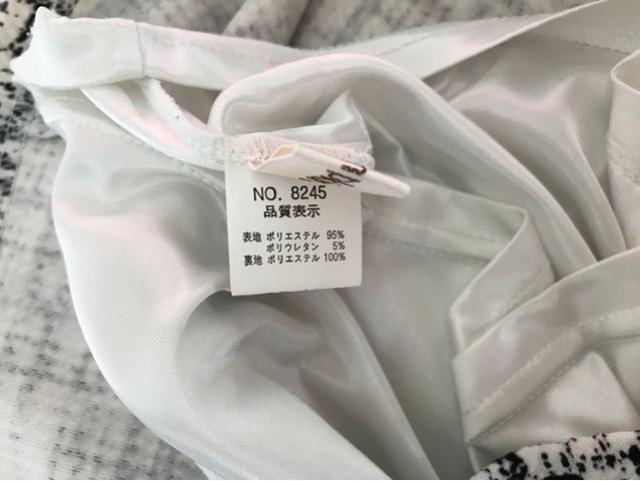 NO. 8245
品質表示
表地 ポリエステル 95%
ポリウレタン 5%
裏地 ポリエステル 100%